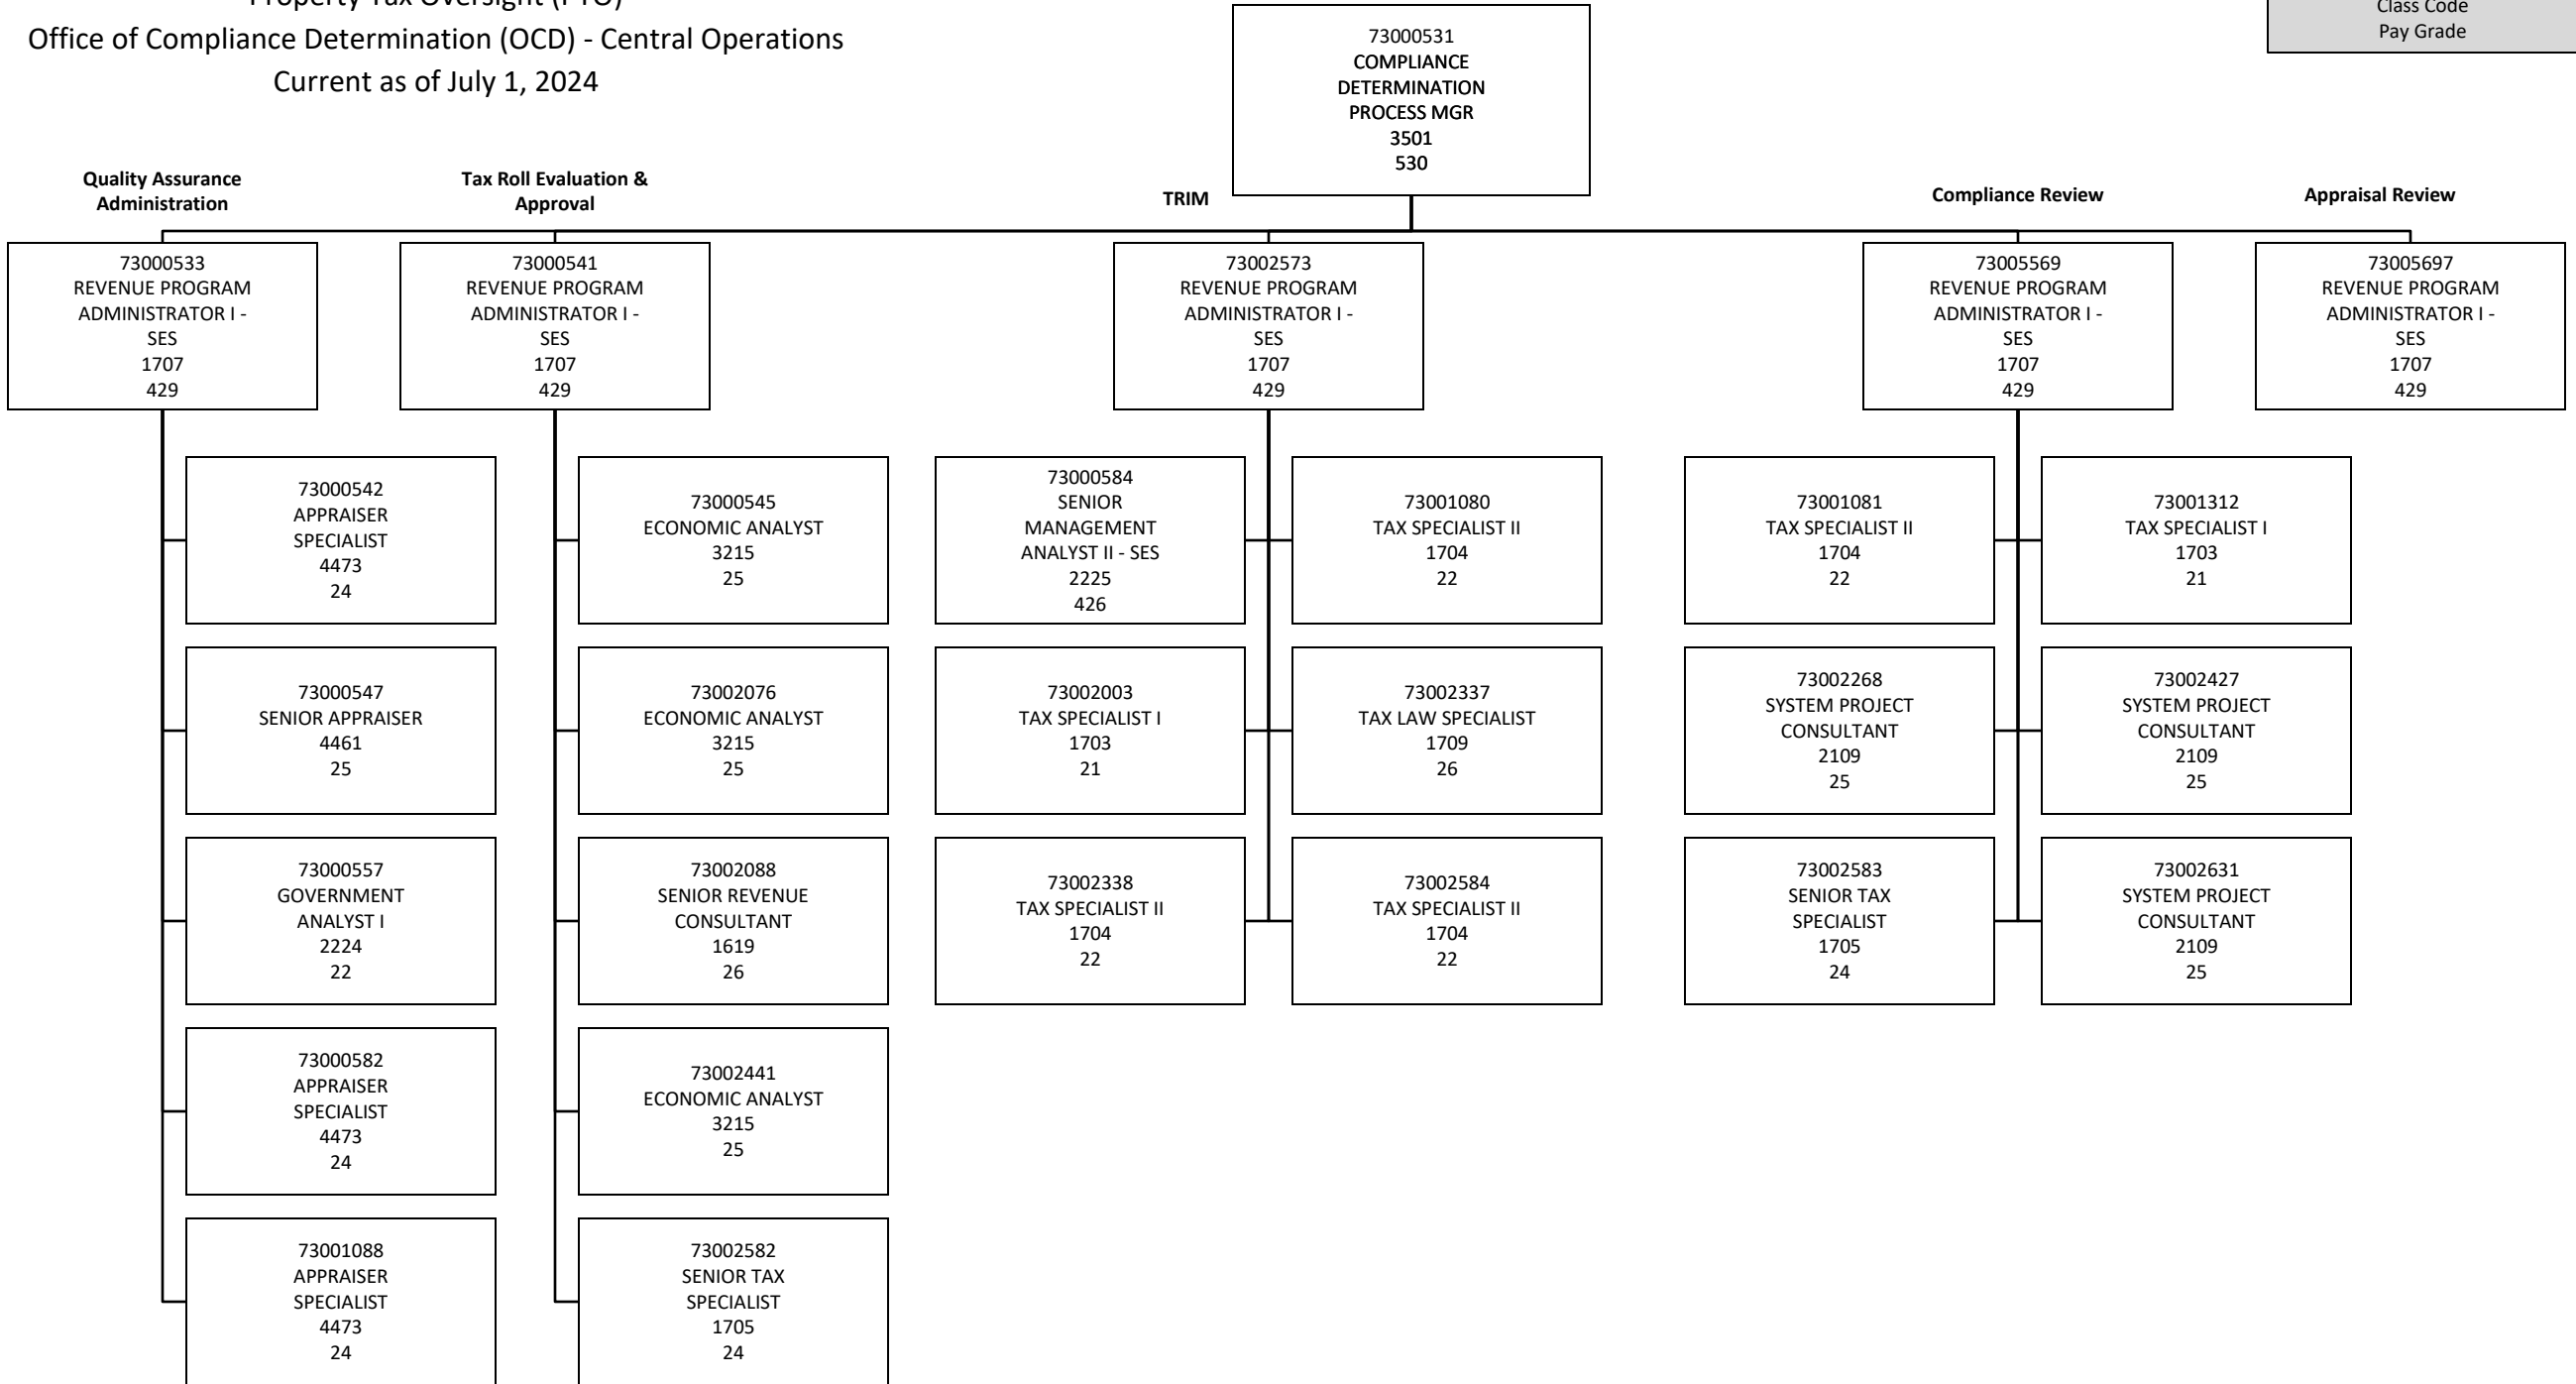 Property Tax Oversight (PTO)
Office of Compliance Determination (OCD) - Central Operations
Current as of July 1, 2024
Class Code
Pay Grade
73000531
COMPLIANCE
DETERMINATION
PROCESS MGR
3501
530
Quality Assurance
Administration
Tax Roll Evaluation &
Approval
TRIM
Compliance Review
Appraisal Review
73000533
REVENUE PROGRAM
ADMINISTRATOR I -
SES
1707
429
73000541
REVENUE PROGRAM
ADMINISTRATOR I -
SES
1707
429
73002573
REVENUE PROGRAM
ADMINISTRATOR I -
SES
1707
429
73005569
REVENUE PROGRAM
ADMINISTRATOR I -
SES
1707
429
73005697
REVENUE PROGRAM
ADMINISTRATOR I -
SES
1707
429
73000542
APPRAISER
SPECIALIST
4473
24
73000545
ECONOMIC ANALYST
3215
25
73000584
SENIOR
MANAGEMENT
ANALYST II - SES
2225
426
73001080
TAX SPECIALIST II
1704
22
73001081
TAX SPECIALIST II
1704
22
73001312
TAX SPECIALIST I
1703
21
73000547
SENIOR APPRAISER
4461
25
73002076
ECONOMIC ANALYST
3215
25
73002003
TAX SPECIALIST I
1703
21
73002337
TAX LAW SPECIALIST
1709
26
73002268
SYSTEM PROJECT
CONSULTANT
2109
25
73002427
SYSTEM PROJECT
CONSULTANT
2109
25
73000557
GOVERNMENT
ANALYST I
2224
22
73002088
SENIOR REVENUE
CONSULTANT
1619
26
73002338
TAX SPECIALIST II
1704
22
73002584
TAX SPECIALIST II
1704
22
73002583
SENIOR TAX
SPECIALIST
1705
24
73002631
SYSTEM PROJECT
CONSULTANT
2109
25
73000582
APPRAISER
SPECIALIST
4473
24
73002441
ECONOMIC ANALYST
3215
25
73001088
APPRAISER
SPECIALIST
4473
24
73002582
SENIOR TAX
SPECIALIST
1705
24